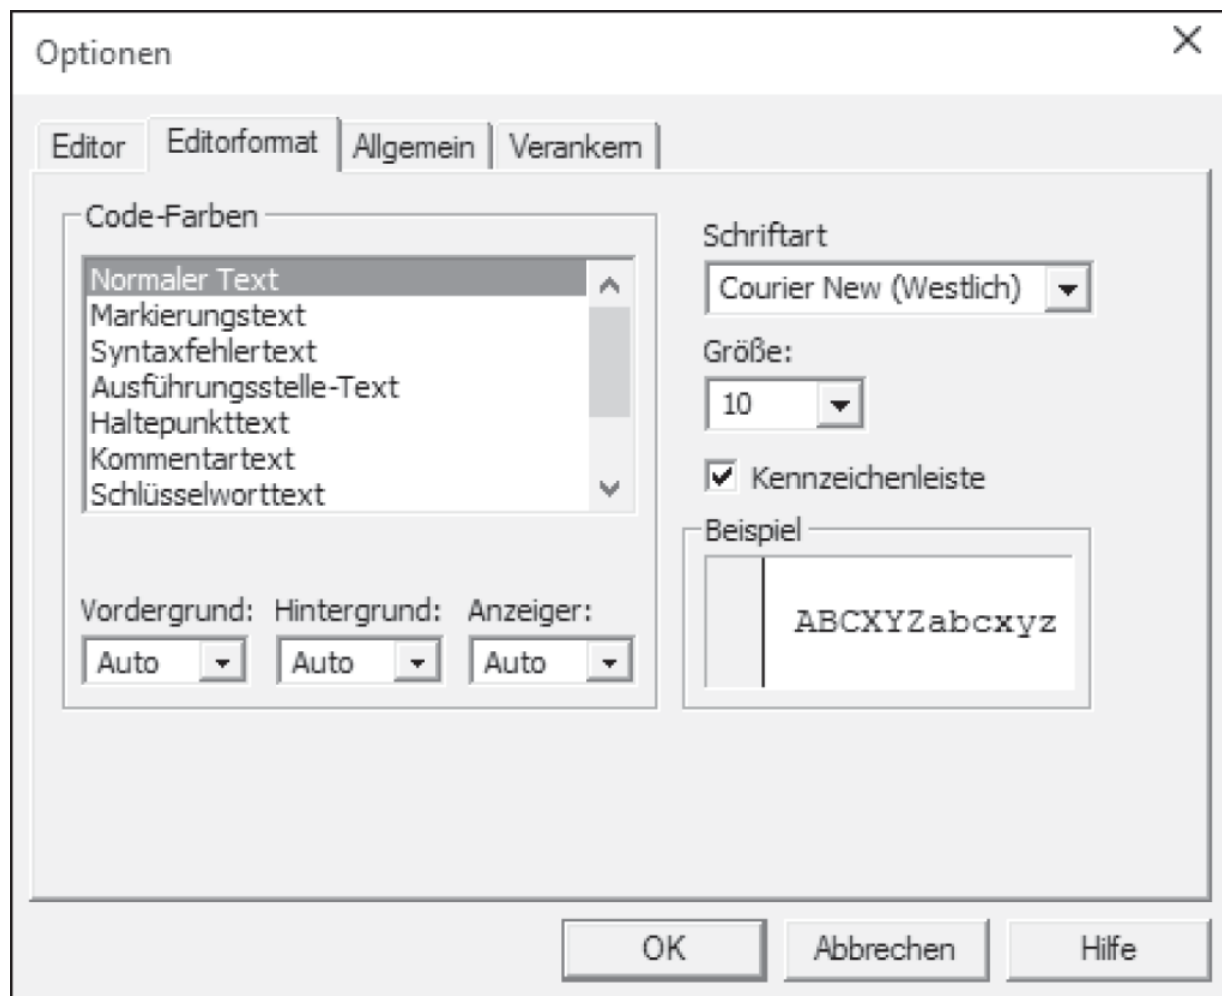 Optionen
Editor
Editorformat
Allgemein
Verankern
Code-Farben
Normaler Text
Markierungstext
Syntaxfehlertext
Ausführungsstelle-Text
Haltepunkttext
Kommentartext
Schlüsselworttext
Vordergrund: Hintergrund: Anzeiger:
Auto Auto Auto
Schriftart
Courier New (Westlich)
Größe:
10
Kennzeichenleiste
Beispiel
ABCXYZabcxyz
OK Abbrechen Hilfe